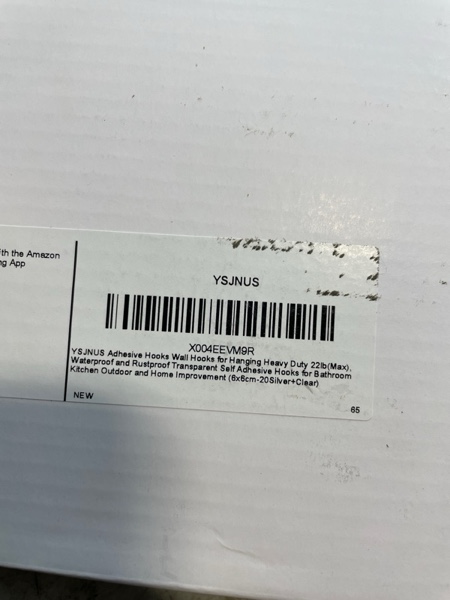 ith the Amazon
ng App
YSJNUS
X004EEVM9R
YSJNUS Adhesive Hooks Wall Hooks for Hanging Heavy Duty 22lb(Max),
Waterproof and Rustproof Transparent Self Adhesive Hooks for Bathroom
Kitchen Outdoor and Home Improvement (6x6cm-20Silver+Clear)
NEW
65